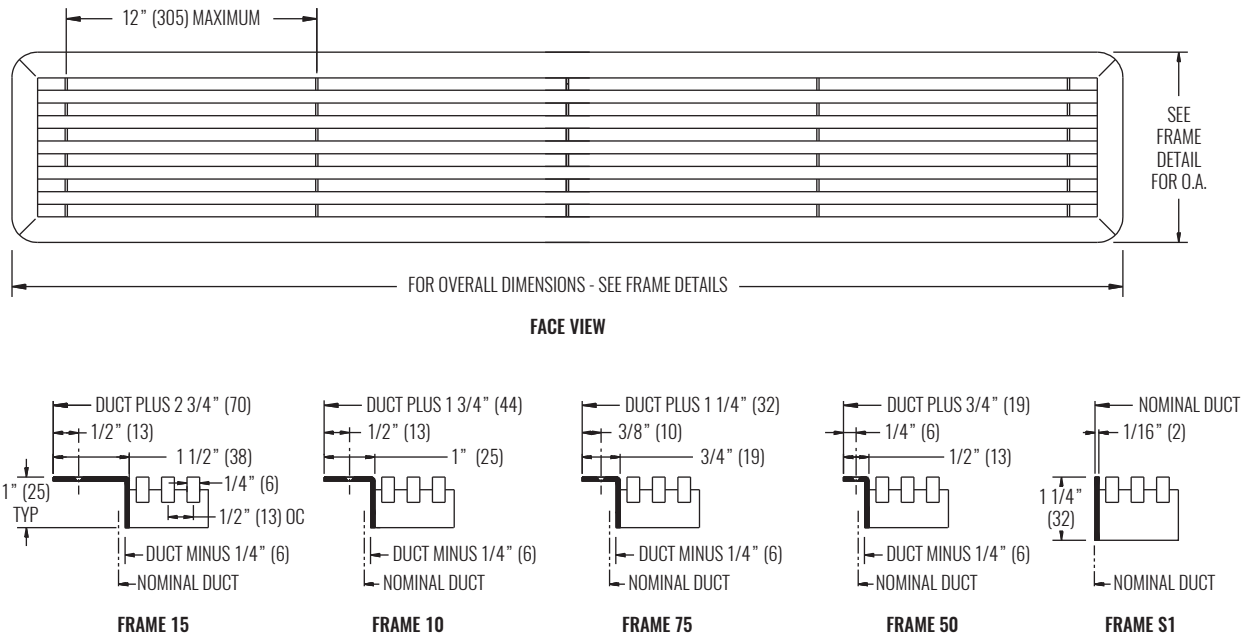 12” (305) MAXIMUM
SEE
FRAME
DETAIL
FOR O.A.
FOR OVERALL DIMENSIONS - SEE FRAME DETAILS
FACE VIEW
DUCT PLUS 2 3/4” (70)
1/2” (13)
1 1/2” (38)
1” (25)
TYP
1/4” (6)
1/2” (13) OC
DUCT MINUS 1/4” (6)
NOMINAL DUCT
FRAME 15
DUCT PLUS 1 3/4” (44)
1/2” (13)
1” (25)
DUCT MINUS 1/4” (6)
NOMINAL DUCT
FRAME 10
DUCT PLUS 1 1/4” (32)
3/8” (10)
3/4” (19)
DUCT MINUS 1/4” (6)
NOMINAL DUCT
FRAME 75
DUCT PLUS 3/4” (19)
1/4” (6)
1/2” (13)
DUCT MINUS 1/4” (6)
NOMINAL DUCT
FRAME 50
NOMINAL DUCT
1/16” (2)
1 1/4”
(32)
NOMINAL DUCT
FRAME S1